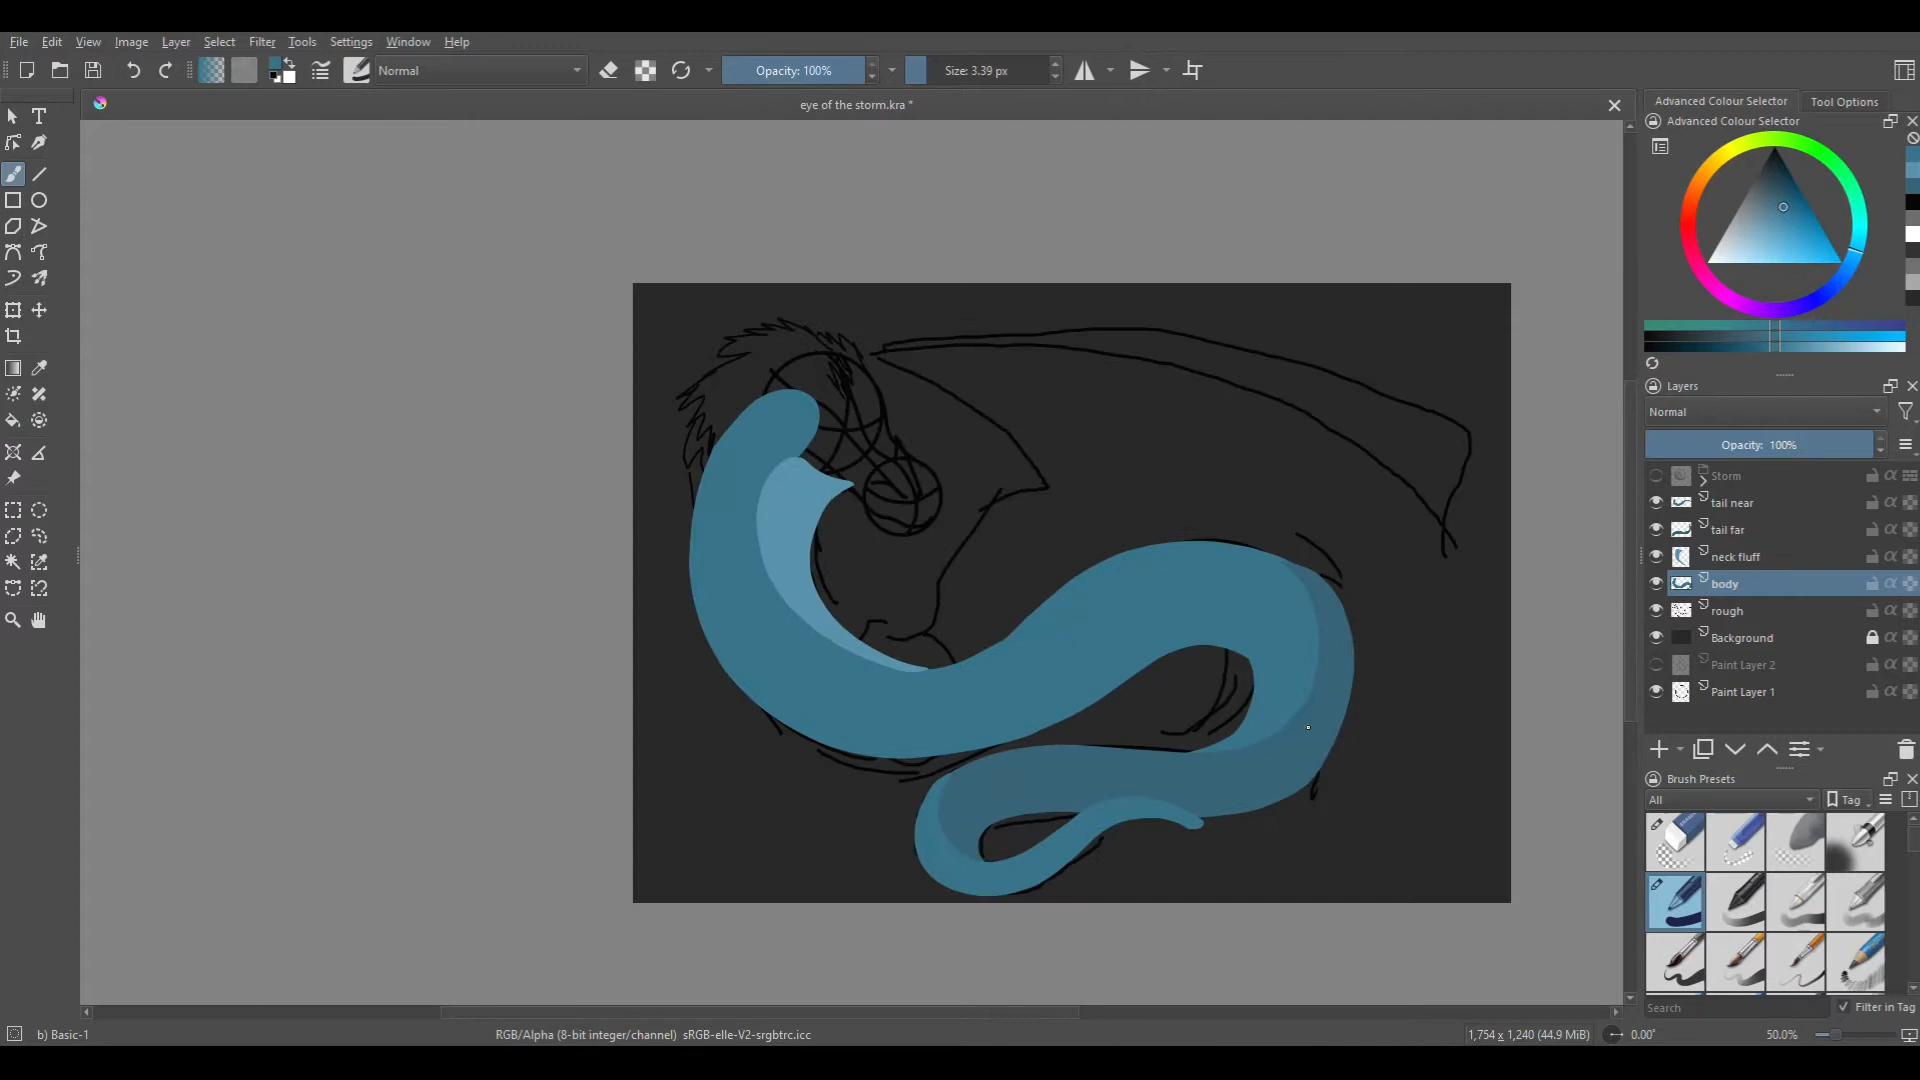 File Edit View Image Layer Select Filter Tools Settings Window Help
Normal Opacity: 100% Size: 3.39 px
eye of the storm.kra *
Advanced Colour Selector Tool Options
Advanced Colour Selector
Layers
Normal
Opacity: 100%
Storm
tail near
tail far
neck fluff
body
rough
Background
Paint Layer 2
Paint Layer 1
Brush Presets
All Tag
Search Filter in Tag
b) Basic-1 RGB/Alpha (8-bit integer/channel) sRGB-elle-V2-srgbtrc.icc 1,754 x 1,240 (44.9 MiB) 0.00° 50.0%